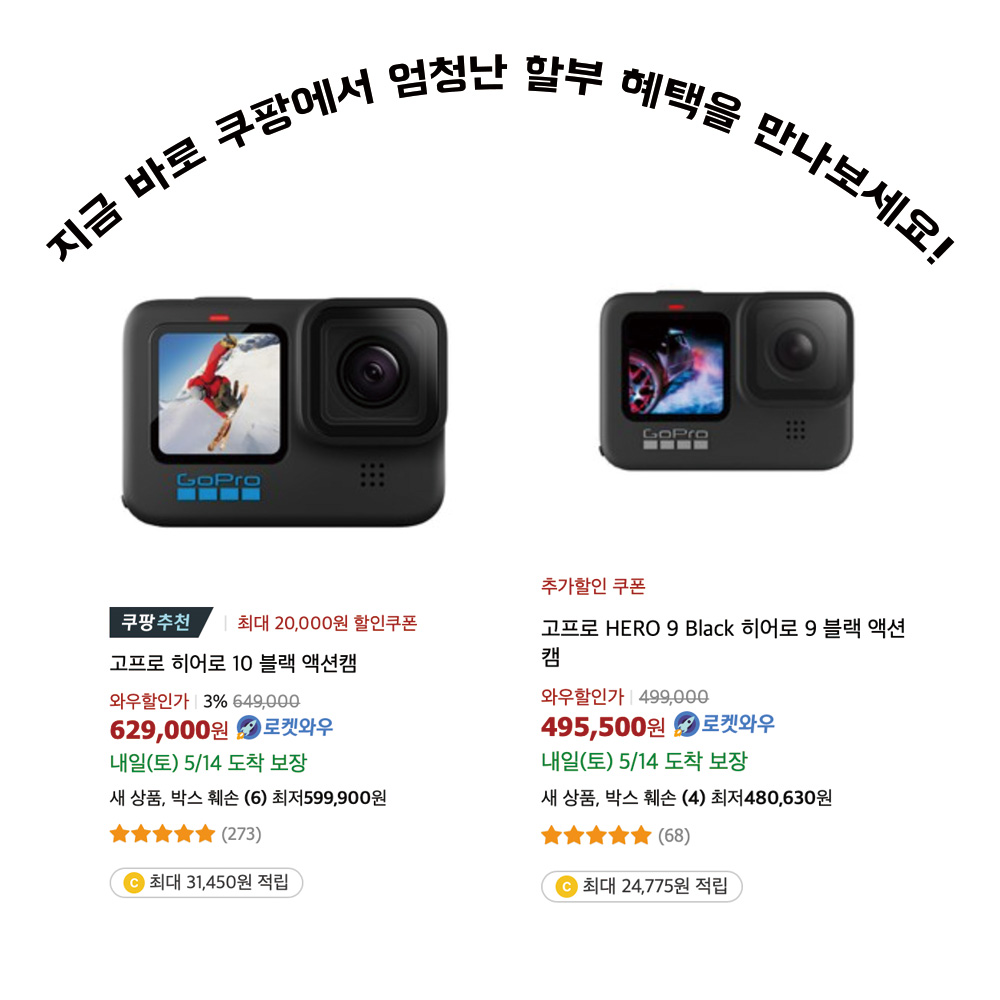 지금 바로 쿠팡에서 엄청난 할부 혜택을 만나보세요!
GoPro
GoPro
쿠팡추천 | 최대 20,000원 할인쿠폰
고프로 히어로 10 블랙 액션캠
와우할인가 | 3% 649,000
629,000원 로켓와우
내일(토) 5/14 도착 보장
새 상품, 박스 훼손 (6) 최저599,900원
(273)
C 최대 31,450원 적립
추가할인 쿠폰
고프로 HERO 9 Black 히어로 9 블랙 액션
캠
와우할인가 | 499,000
495,500원 로켓와우
내일(토) 5/14 도착 보장
새 상품, 박스 훼손 (4) 최저480,630원
(68)
C 최대 24,775원 적립